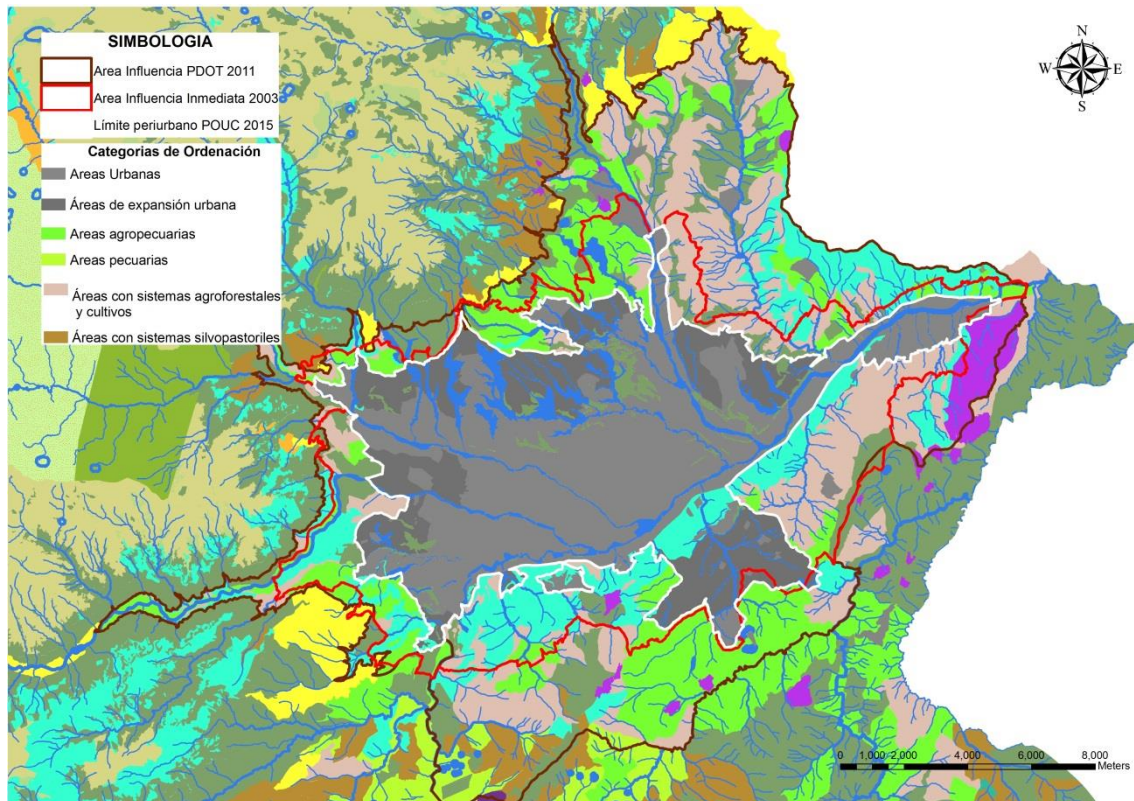 SIMBOLOGIA
Area Influencia PDOT 2011
Area Influencia Inmediata 2003
Límite periurbano POUC 2015
Categorias de Ordenación
Areas Urbanas
Áreas de expansión urbana
Areas agropecuarias
Areas pecuarias
Áreas con sistemas agroforestales
y cultivos
Áreas con sistemas silvopastoriles
N
W E
S
0 1,000 2,000 4,000 6,000 8,000
Meters